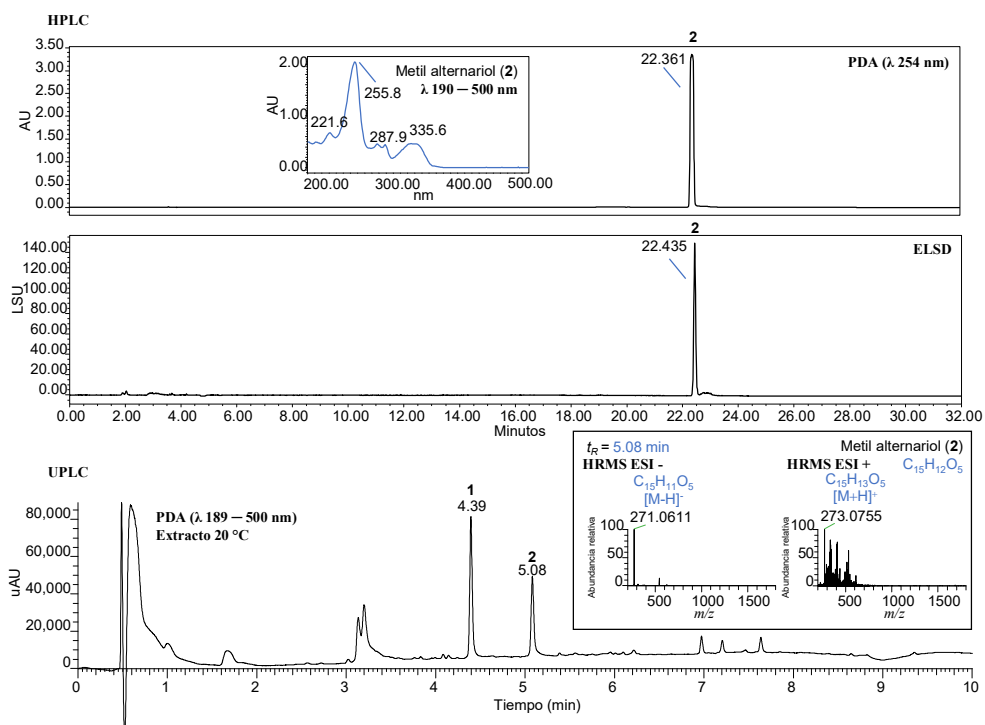 HPLC
2
3.50
3.00
2.50
2.00
1.50
1.00
0.50
0.00
AU
22.361
PDA (λ 254 nm)
2.00
1.00
0.00
AU
Metil alternariol (2)
λ 190 — 500 nm
255.8
221.6
287.9
335.6
200.00 300.00 400.00 500.00
nm
2
140.00
120.00
100.00
80.00
60.00
40.00
20.00
0.00
LSU
22.435
ELSD
0.00 2.00 4.00 6.00 8.00 10.00 12.00 14.00 16.00 18.00 20.00 22.00 24.00 26.00 28.00 30.00 32.00
Minutos
UPLC
80,000
60,000
40,000
20,000
0
uAU
PDA (λ 189 — 500 nm)
Extracto 20 °C
1
4.39
2
5.08
0 1 2 3 4 5 6 7 8 9 10
Tiempo (min)
tR = 5.08 min
Metil alternariol (2)
HRMS ESI -
C15H11O5
[M-H]-
271.0611
Abundancia relativa
100
50
0
500 1000 1500
m/z
HRMS ESI +
C15H12O5
C15H13O5
[M+H]+
273.0755
Abundancia relativa
100
50
0
500 1000 1500
m/z